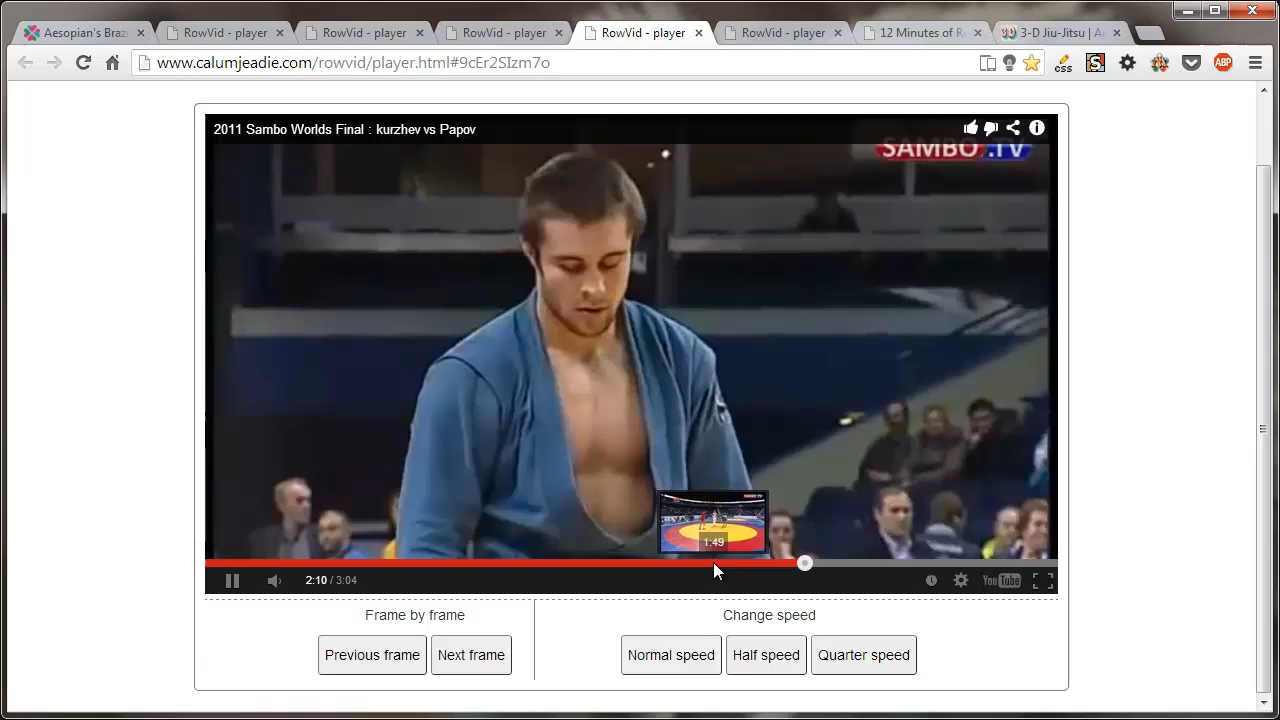 Aesopian's Braz
RowVid - player
RowVid - player
RowVid - player
RowVid - player
RowVid - player
12 Minutes of R
3-D Jiu-Jitsu | A
www.calumjeadie.com/rowvid/player.html#9cEr2SIzm7o
ABP
2011 Sambo Worlds Final : kurzhev vs Papov
SAMBO.TV
1:49
2:10 / 3:04
YouTube
Frame by frame
Change speed
Previous frame
Next frame
Normal speed
Half speed
Quarter speed